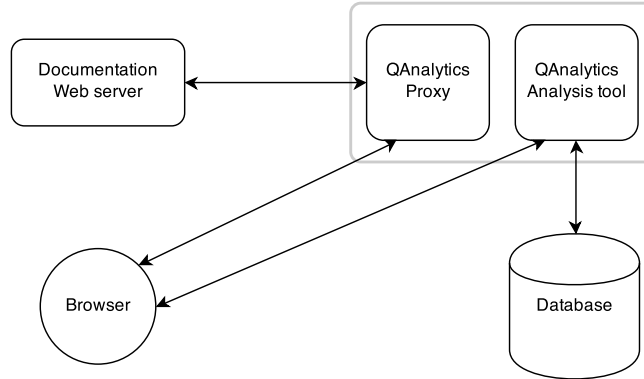 Documentation
Web server
QAnalytics
Proxy
QAnalytics
Analysis tool
Browser
Database